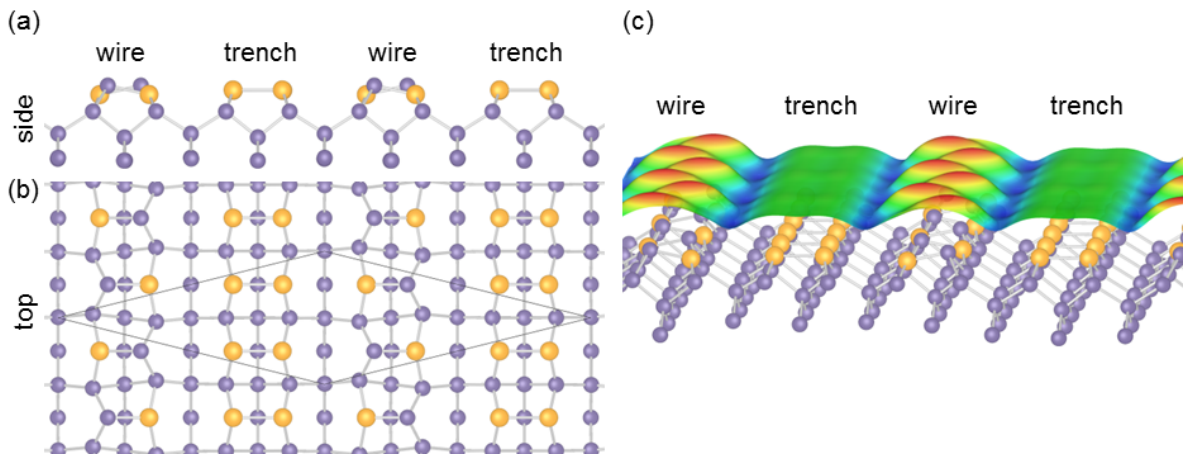 (a)
wire trench wire trench
side
(b)
top
(c)
wire trench wire trench